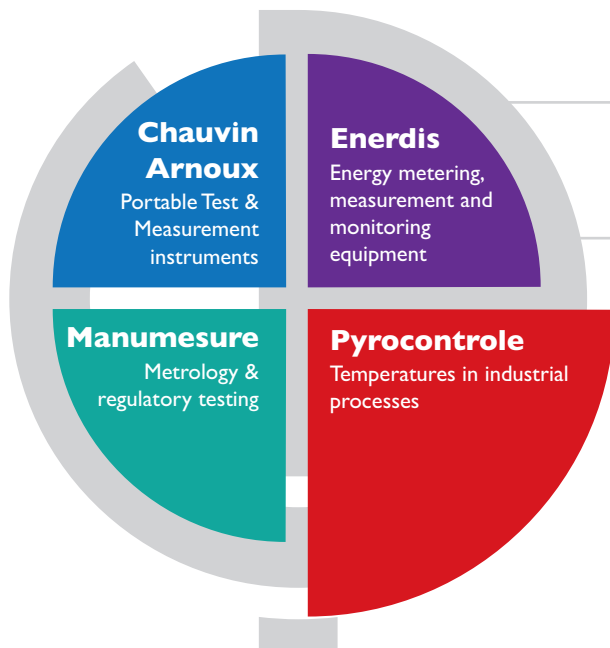 Chauvin
Arnoux
Portable Test &
Measurement
instruments
Enerdis
Energy metering,
measurement and
monitoring
equipment
Manumesure
Metrology &
regulatory testing
Pyrocontrole
Temperatures in industrial
processes